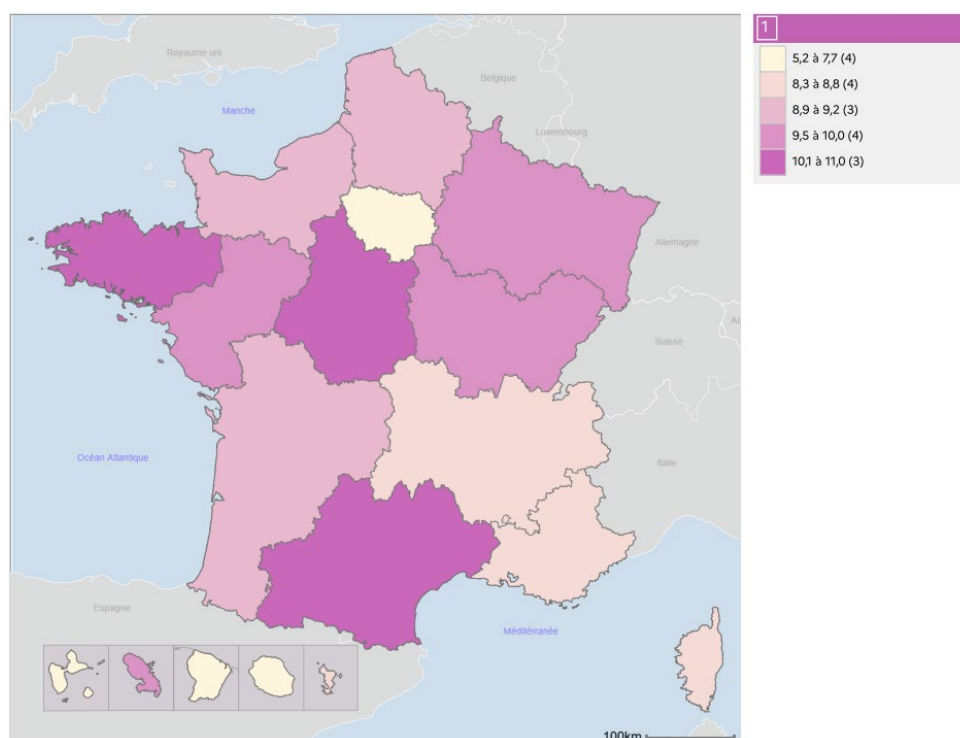 Royaume uni
Belgique
Manche
Luxembourg
Allemagne
Au
Suisse
Océan Atlantique
Italie
Espagne
Méditérranée
100km
1
5,2 à 7,7 (4)
8,3 à 8,8 (4)
8,9 à 9,2 (3)
9,5 à 10,0 (4)
10,1 à 11,0 (3)